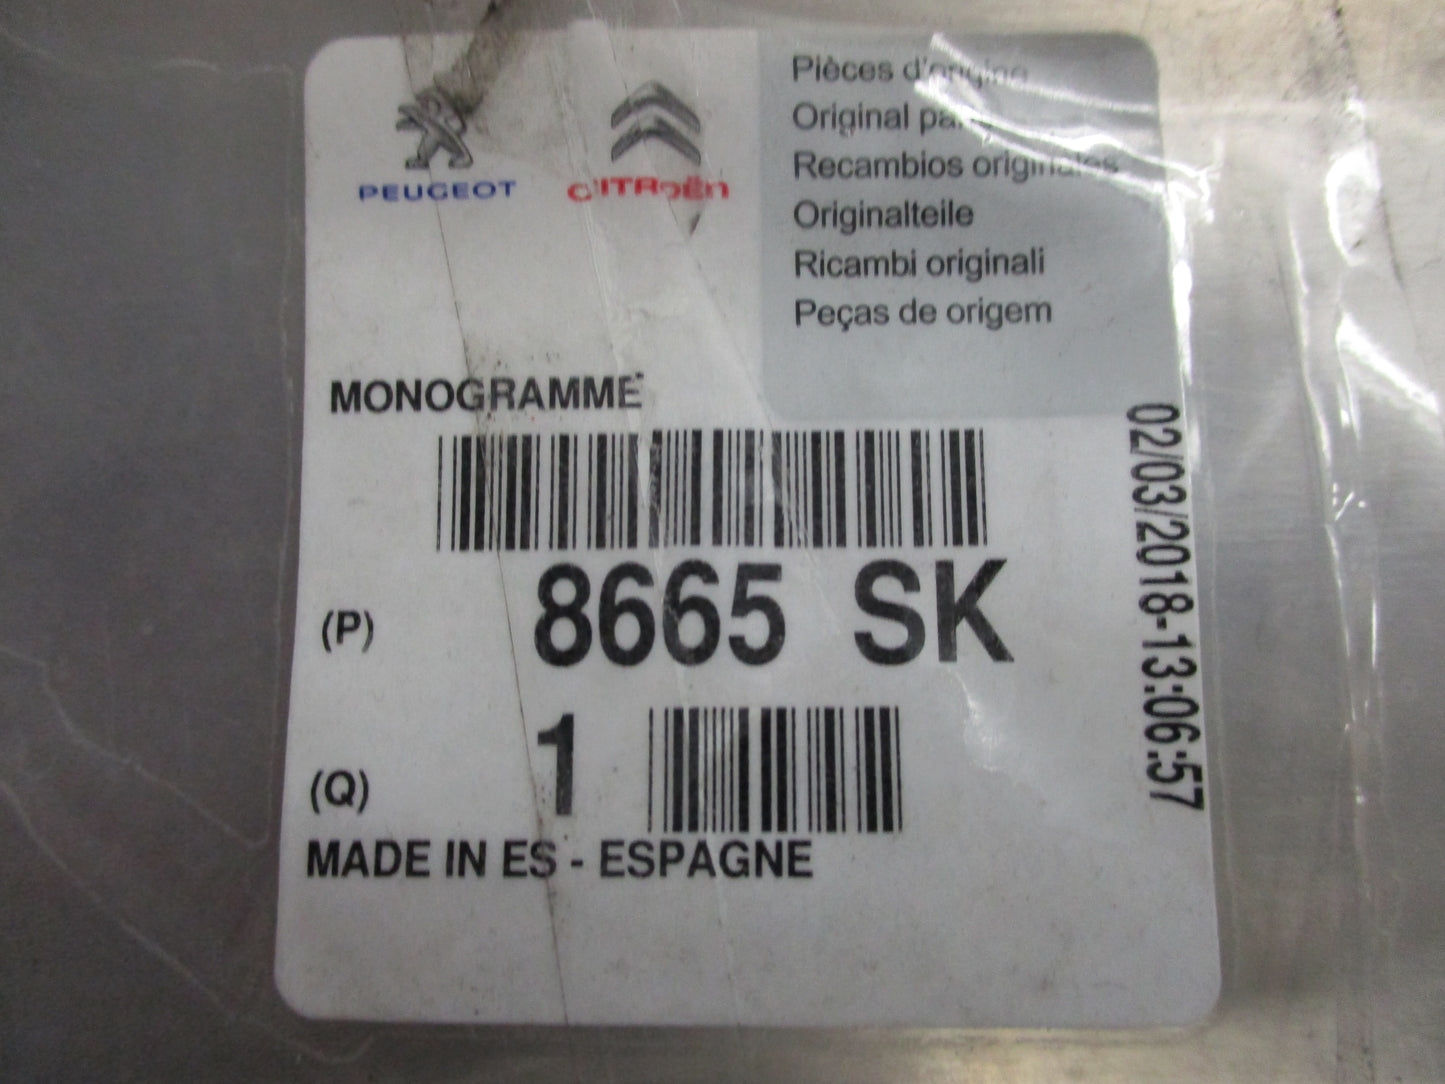 PEUGEOT
CITROËN
Pièces d'origine
Original parts
Recambios originales
Originalteile
Ricambi originali
Peças de origem
MONOGRAMME
(P) 8665 SK
(Q) 1
MADE IN ES - ESPAGNE
02/03/2018-13:06:57